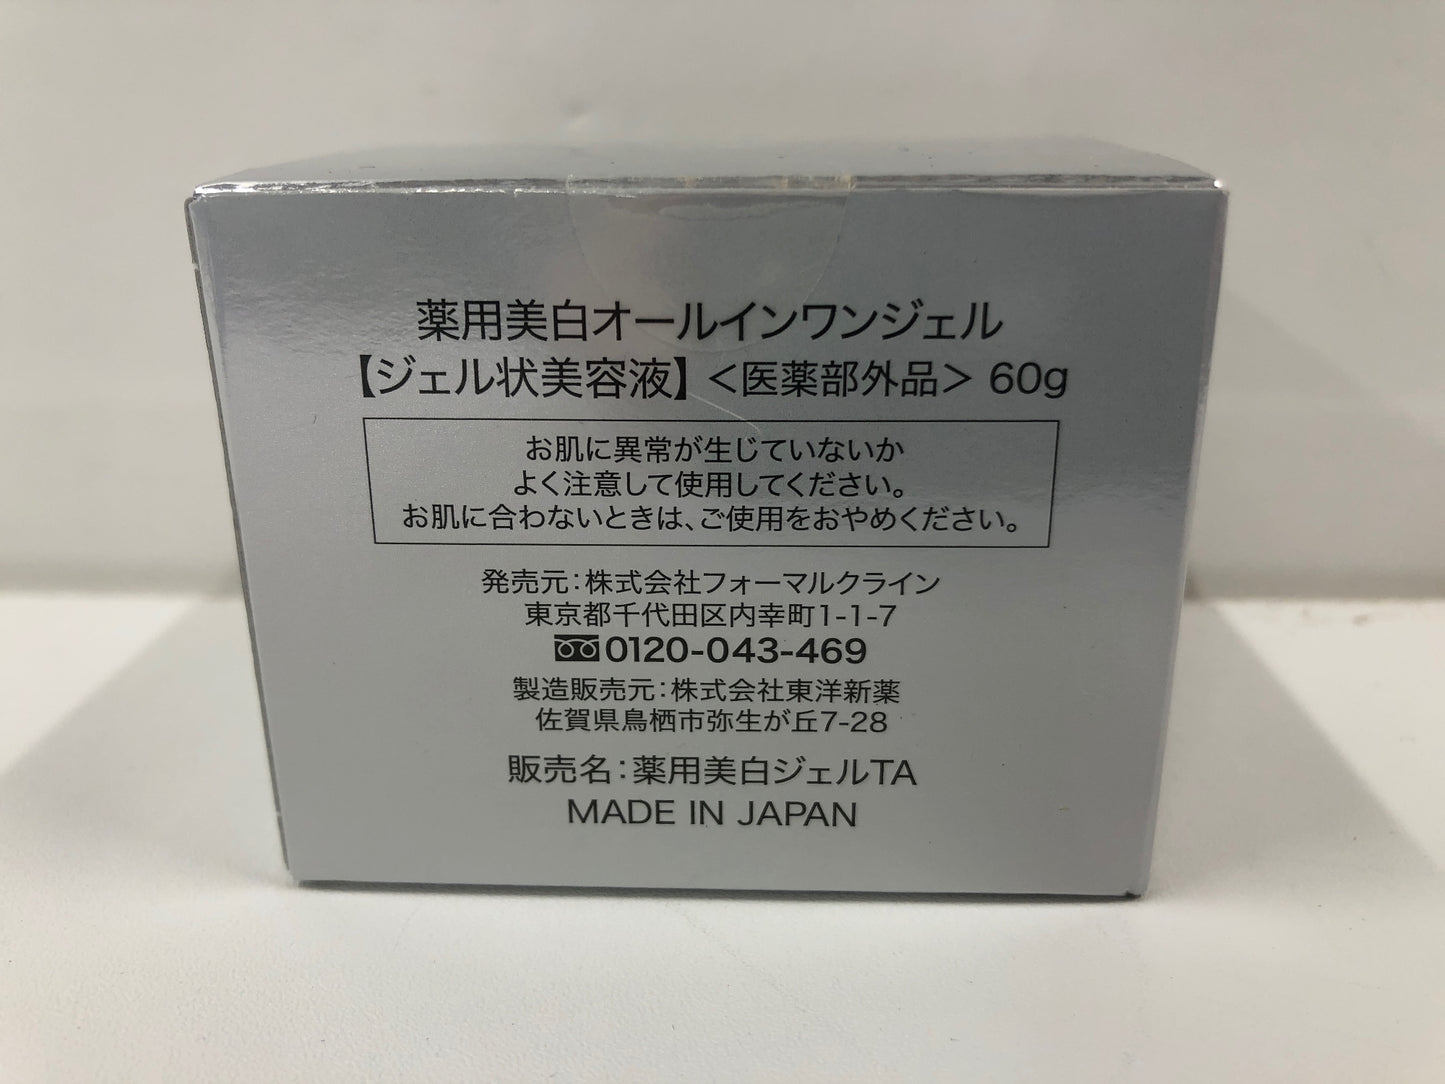 薬用美白オールインワンジェル
【ジェル状美容液】＜医薬部外品＞ 60g
お肌に異常が生じていないか
よく注意して使用してください。
お肌に合わないときは、ご使用をおやめください。
発売元：株式会社フォーマルクライン
東京都千代田区内幸町1-1-7
0120-043-469
製造販売元：株式会社東洋新薬
佐賀県鳥栖市弥生が丘7-28
販売名：薬用美白ジェルTA
MADE IN JAPAN